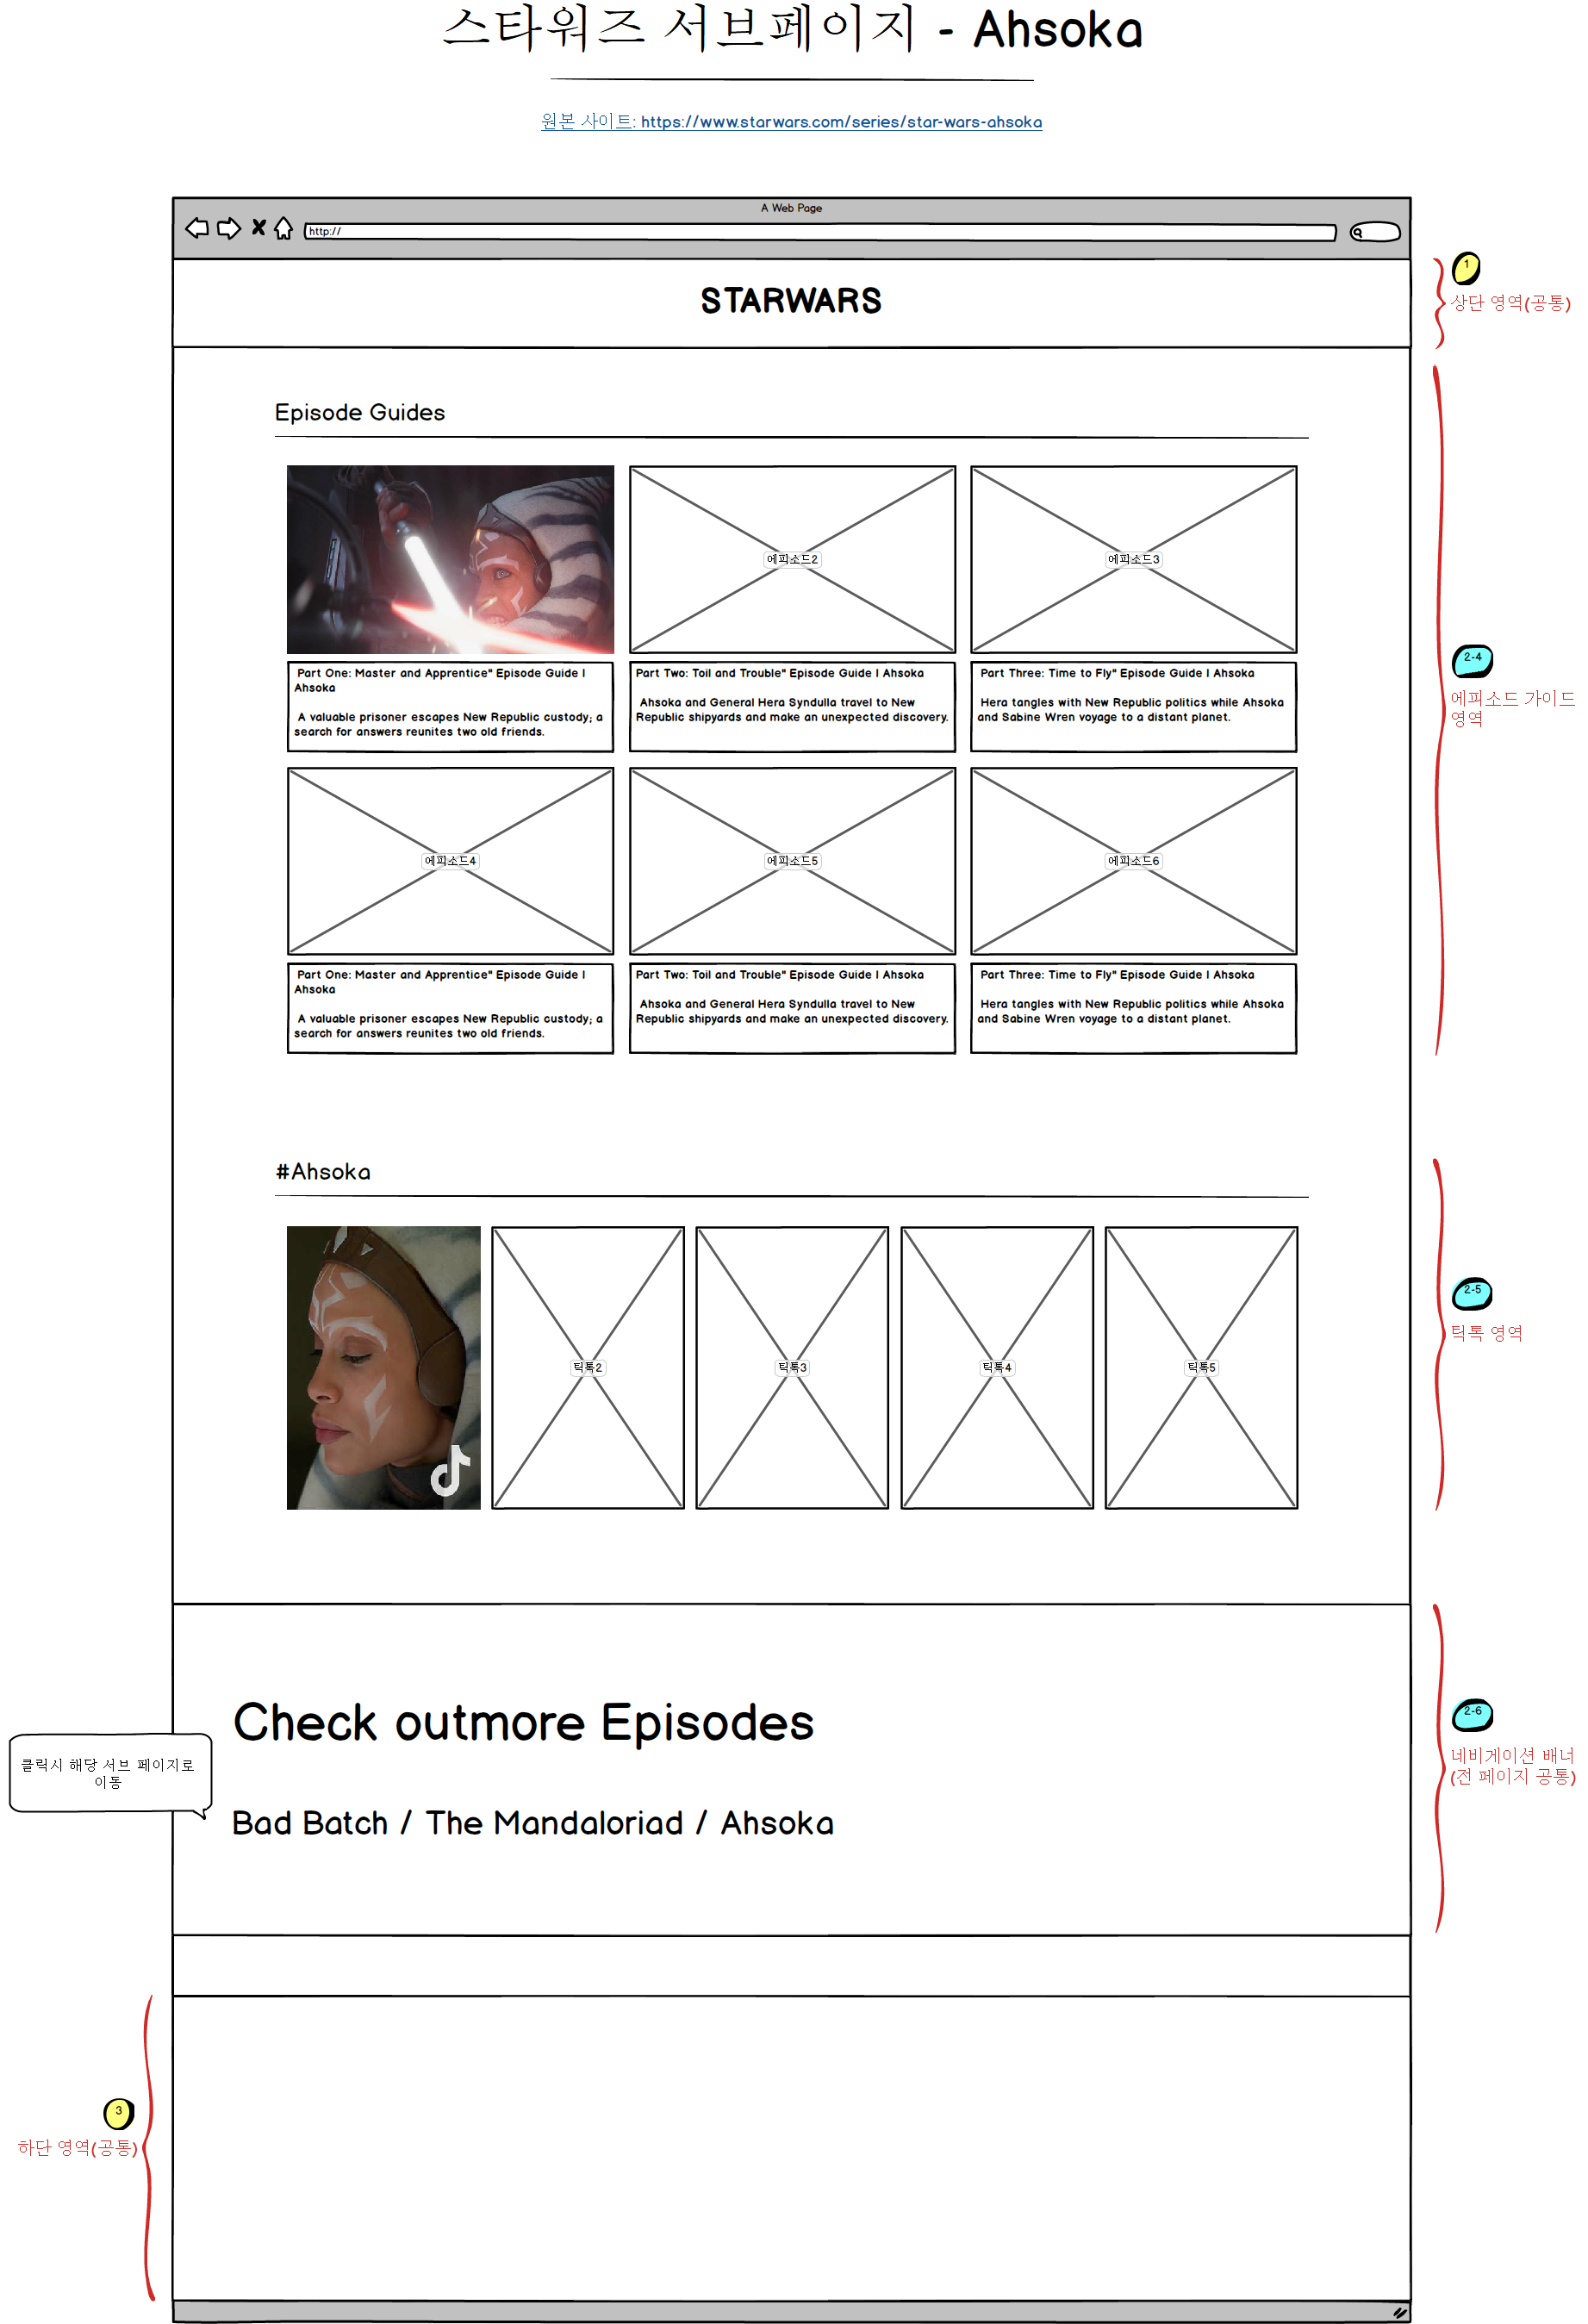 스타워즈 서브페이지 - Ahsoka
원본 사이트: https://www.starwars.com/series/star-wars-ahsoka
A Web Page
http://
STARWARS
1
상단 영역(공통)
Episode Guides
에피소드2
에피소드3
Part One: Master and Apprentice" Episode Guide |
Ahsoka
A valuable prisoner escapes New Republic custody; a
search for answers reunites two old friends.
Part Two: Toil and Trouble" Episode Guide | Ahsoka
Ahsoka and General Hera Syndulla travel to New
Republic shipyards and make an unexpected discovery.
Part Three: Time to Fly" Episode Guide | Ahsoka
Hera tangles with New Republic politics while Ahsoka
and Sabine Wren voyage to a distant planet.
2-4
에피소드 가이드
영역
에피소드4
에피소드5
에피소드6
Part One: Master and Apprentice" Episode Guide |
Ahsoka
A valuable prisoner escapes New Republic custody; a
search for answers reunites two old friends.
Part Two: Toil and Trouble" Episode Guide | Ahsoka
Ahsoka and General Hera Syndulla travel to New
Republic shipyards and make an unexpected discovery.
Part Three: Time to Fly" Episode Guide | Ahsoka
Hera tangles with New Republic politics while Ahsoka
and Sabine Wren voyage to a distant planet.
#Ahsoka
틱톡2
틱톡3
틱톡4
틱톡5
2-5
틱톡 영역
Check outmore Episodes
클릭시 해당 서브 페이지로
이동
Bad Batch / The Mandaloriad / Ahsoka
2-6
네비게이션 배너
(전 페이지 공통)
3
하단 영역(공통)